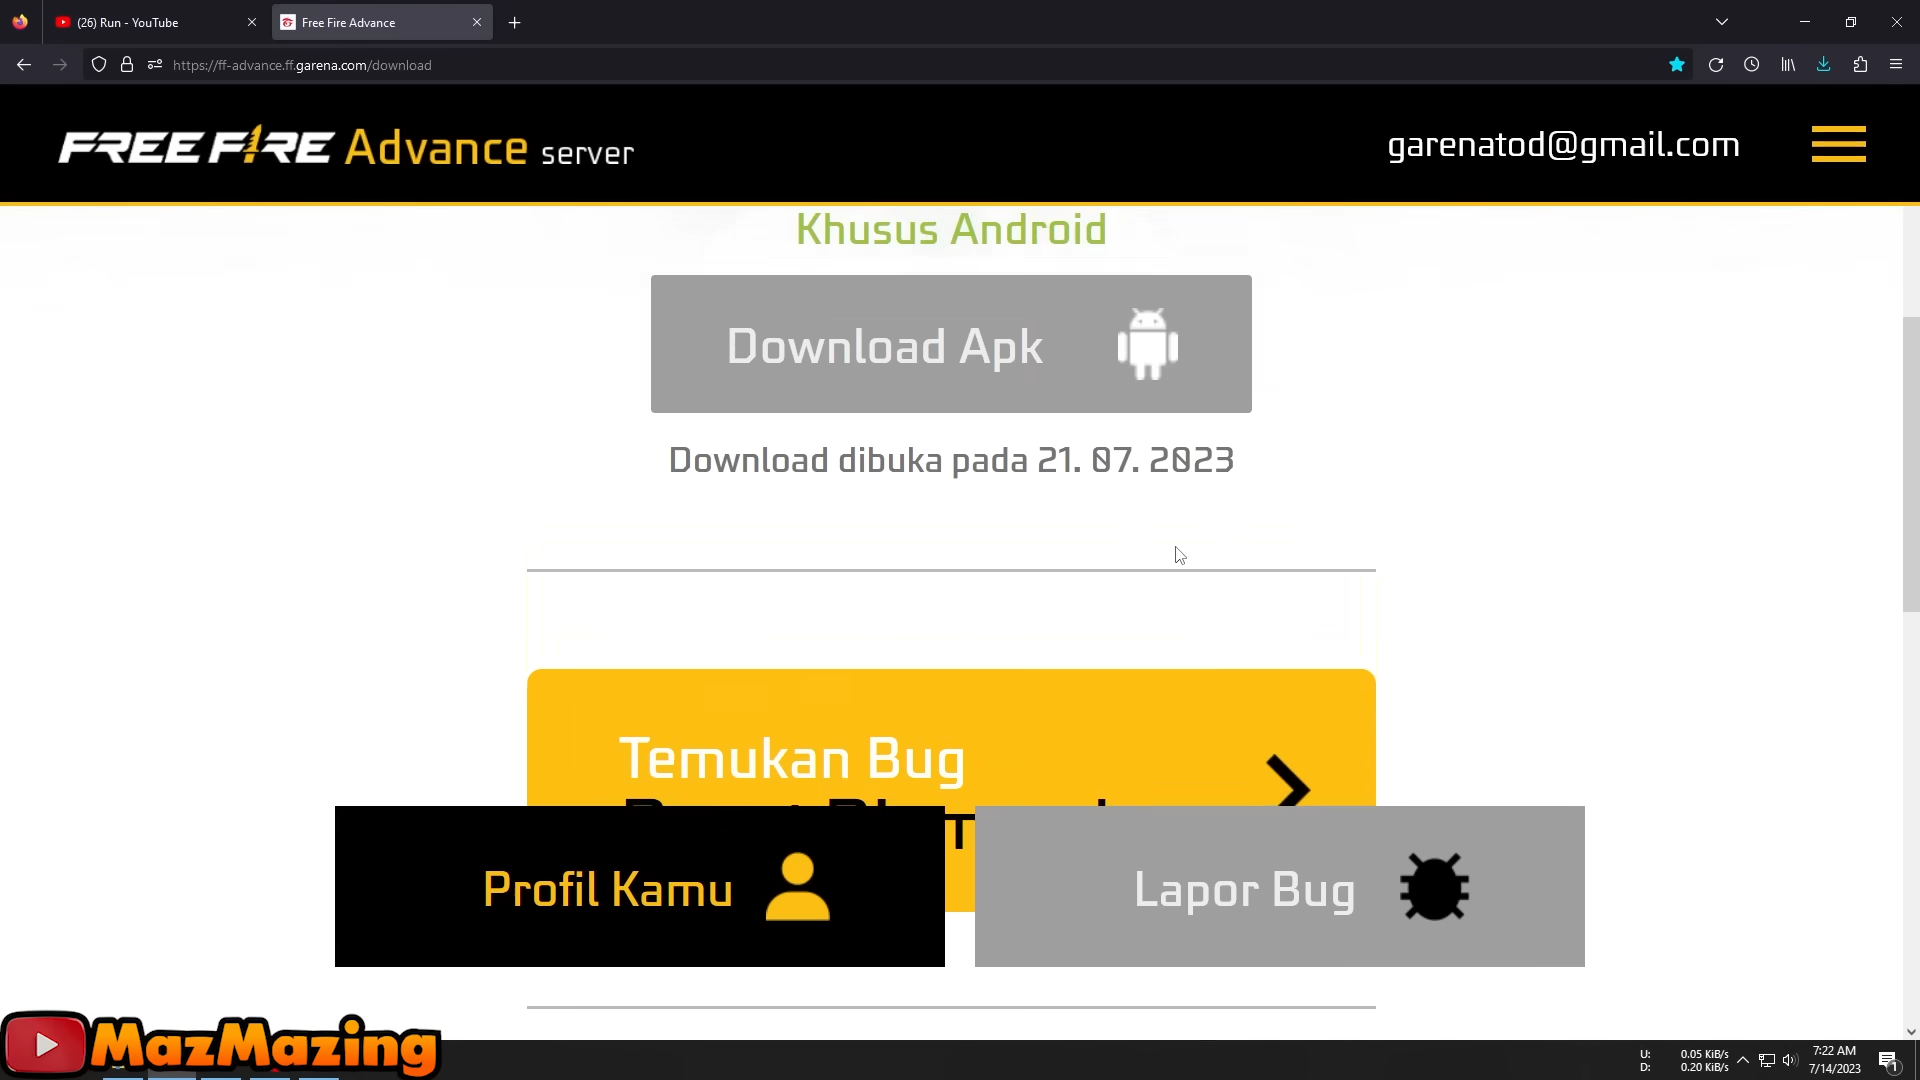 (26) Run - YouTube
Free Fire Advance
https://ff-advance.ff.garena.com/download
FREE FIRE Advance server
garenatod@gmail.com
Khusus Android
Download Apk
Download dibuka pada 21. 07. 2023
Temukan Bug
Profil Kamu
Lapor Bug
MazMazing
U: 0.05 KiB/s
D: 0.20 KiB/s
7:22 AM
7/14/2023
1